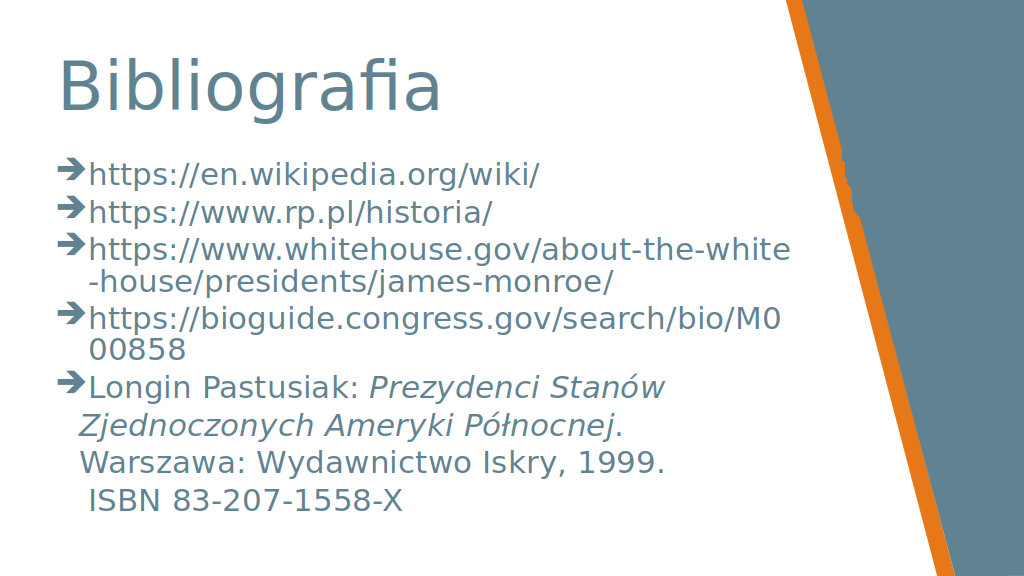 Bibliografia
➔https://en.wikipedia.org/wiki/
➔https://www.rp.pl/historia/
➔https://www.whitehouse.gov/about-the-white
-house/presidents/james-monroe/
➔https://bioguide.congress.gov/search/bio/M0
00858
➔Longin Pastusiak: Prezydenci Stanów
Zjednoczonych Ameryki Północnej.
Warszawa: Wydawnictwo Iskry, 1999.
ISBN 83-207-1558-X